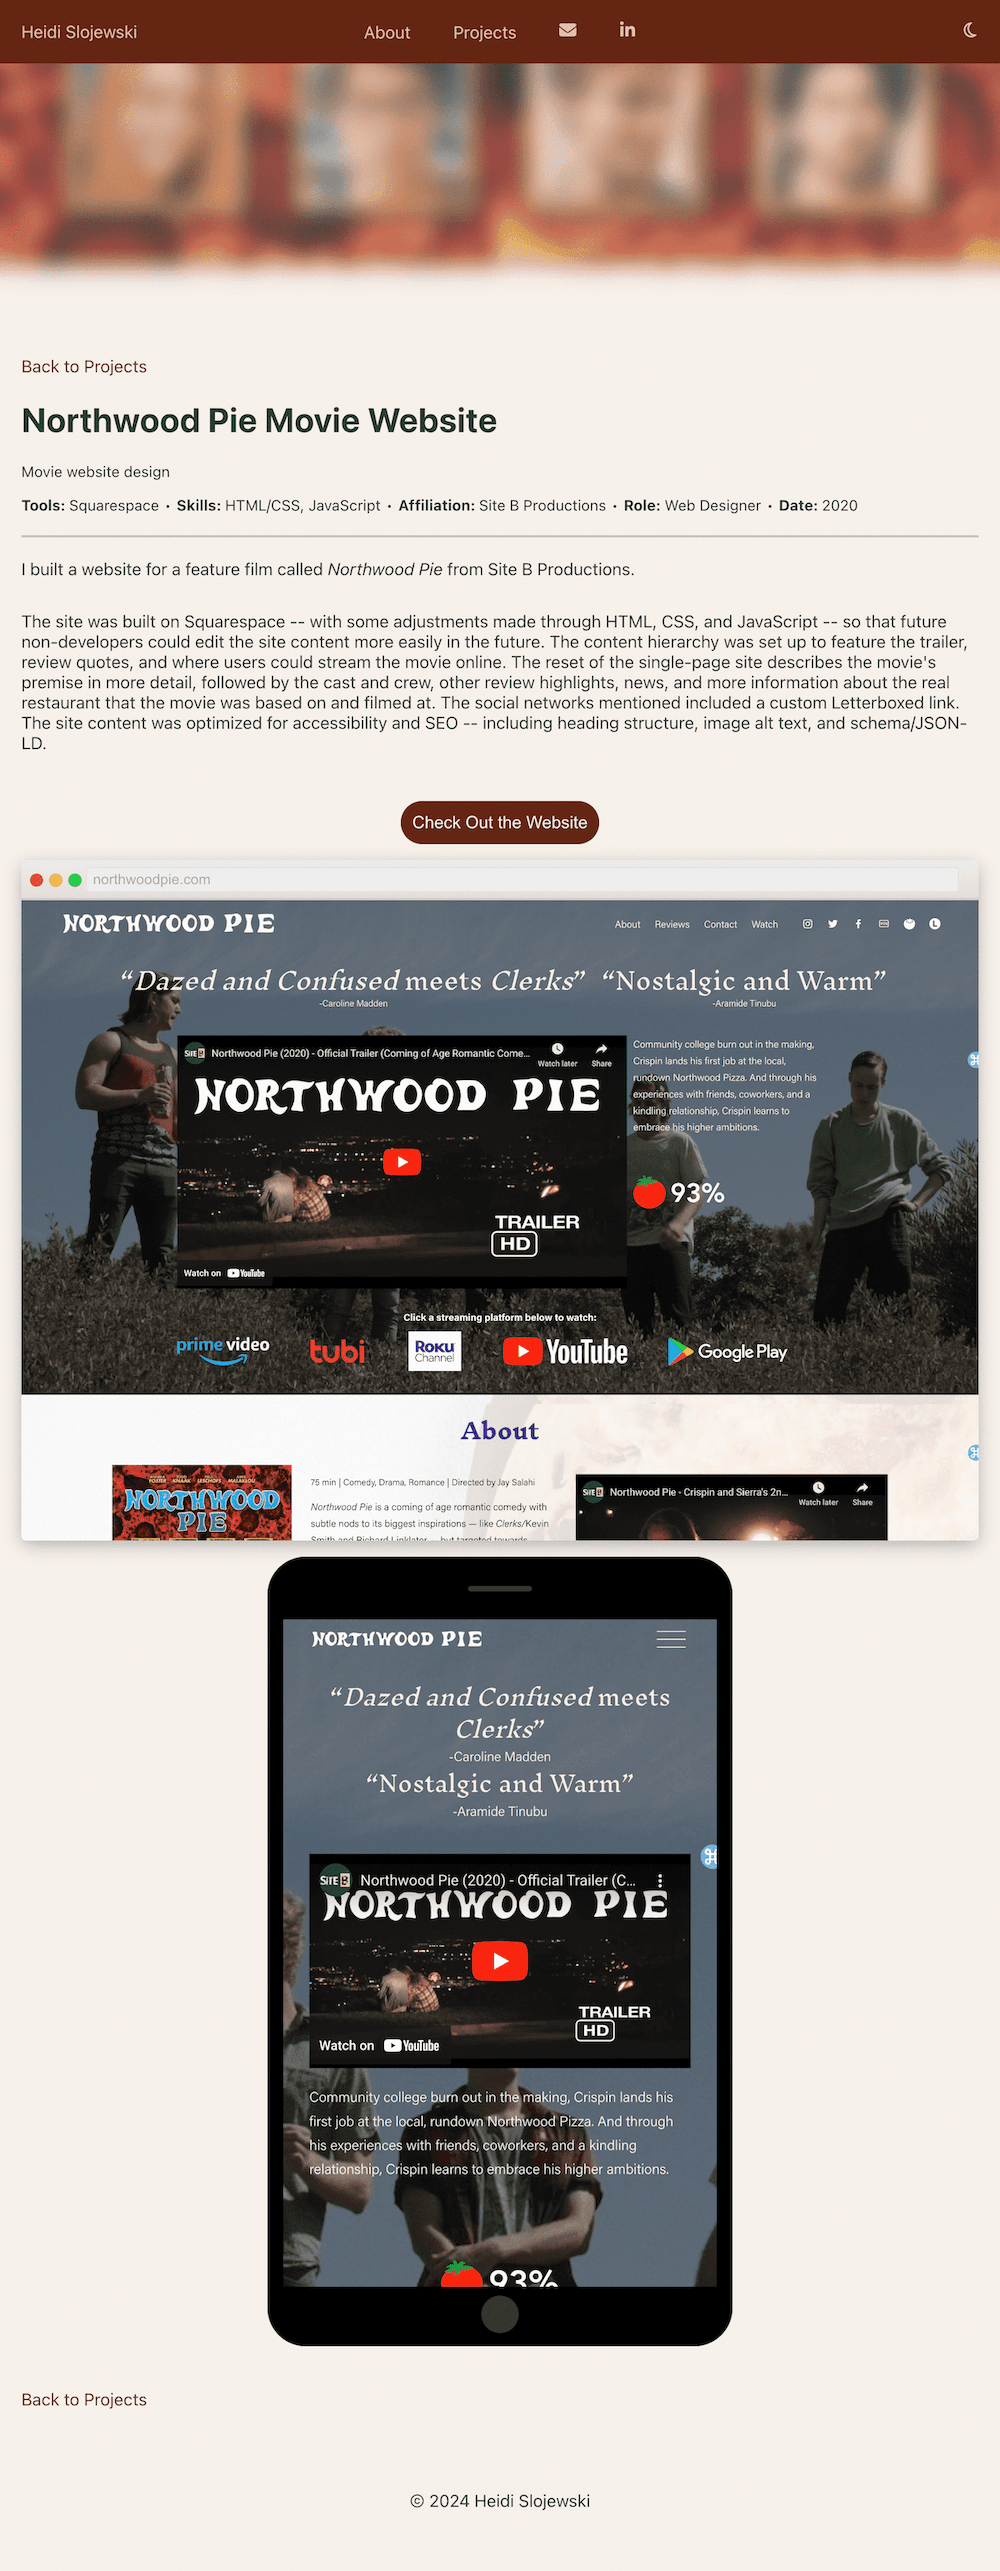 Heidi Slojewski
About
Projects
Back to Projects
Northwood Pie Movie Website
Movie website design
Tools: Squarespace • Skills: HTML/CSS, JavaScript • Affiliation: Site B Productions • Role: Web Designer • Date: 2020
I built a website for a feature film called Northwood Pie from Site B Productions.
The site was built on Squarespace -- with some adjustments made through HTML, CSS, and JavaScript -- so that future
non-developers could edit the site content more easily in the future. The content hierarchy was set up to feature the trailer,
review quotes, and where users could stream the movie online. The reset of the single-page site describes the movie's
premise in more detail, followed by the cast and crew, other review highlights, news, and more information about the real
restaurant that the movie was based on and filmed at. The social networks mentioned included a custom Letterboxed link.
The site content was optimized for accessibility and SEO -- including heading structure, image alt text, and schema/JSON-
LD.
Check Out the Website
northwoodpie.com
NORTHWOOD PIE
About Reviews Contact Watch
“Dazed and Confused meets Clerks”
-Caroline Madden
“Nostalgic and Warm”
-Aramide Tinubu
SITE B
Northwood Pie (2020) - Official Trailer (Coming of Age Romantic Come...
Watch later
Share
NORTHWOOD PIE
TRAILER
HD
Watch on YouTube
Community college burn out in the making,
Crispin lands his first job at the local,
rundown Northwood Pizza. And through his
experiences with friends, coworkers, and a
kindling relationship, Crispin learns to
embrace his higher ambitions.
93%
Click a streaming platform below to watch:
prime video
tubi
Roku
Channel
YouTube
Google Play
About
NORTHWOOD
PIE
75 min | Comedy, Drama, Romance | Directed by Jay Salahi
Northwood Pie is a coming of age romantic comedy with
subtle nods to its biggest inspirations — like Clerks/Kevin
Smith and Richard Linklater — but targeted towards
SITE B
Northwood Pie - Crispin and Sierra's 2n...
Watch later
Share
NORTHWOOD PIE
“Dazed and Confused meets
Clerks”
-Caroline Madden
“Nostalgic and Warm”
-Aramide Tinubu
SITE B
Northwood Pie (2020) - Official Trailer (C...
NORTHWOOD PIE
TRAILER
HD
Watch on YouTube
Community college burn out in the making, Crispin lands his
first job at the local, rundown Northwood Pizza. And through
his experiences with friends, coworkers, and a kindling
relationship, Crispin learns to embrace his higher ambitions.
93%
Back to Projects
© 2024 Heidi Slojewski